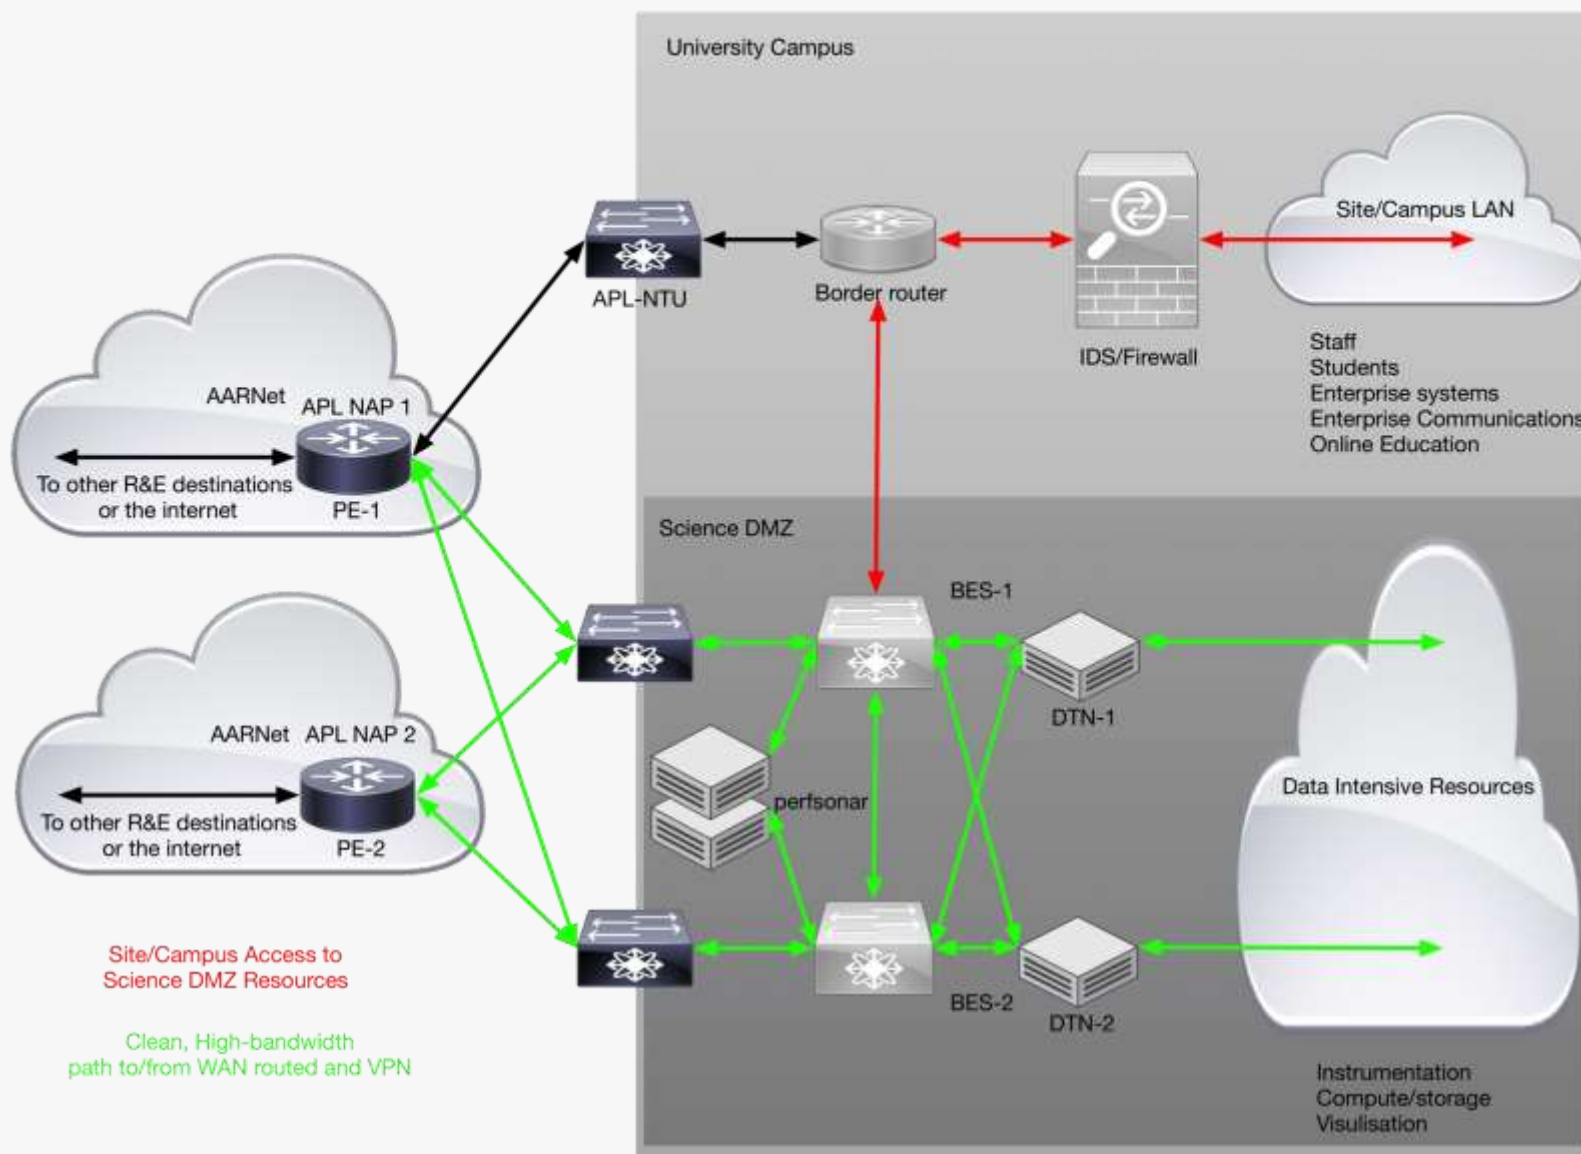 University Campus
Site/Campus LAN
APL-NTU
Border router
IDS/Firewall
Staff
Students
Enterprise systems
Enterprise Communications
Online Education
AARNet
APL NAP 1
To other R&E destinations
or the internet
PE-1
Science DMZ
BES-1
DTN-1
AARNet
APL NAP 2
To other R&E destinations
or the internet
PE-2
perfsonar
Data Intensive Resources
BES-2
DTN-2
Site/Campus Access to
Science DMZ Resources
Clean, High-bandwidth
path to/from WAN routed and VPN
Instrumentation
Compute/storage
Visulisation